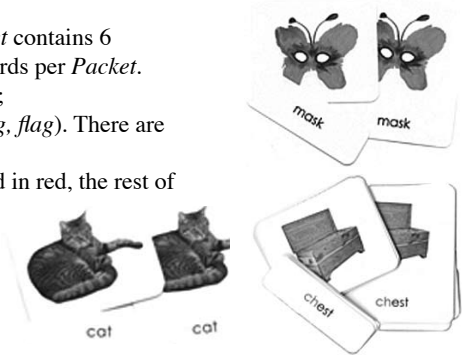 t contains 6
rds per Packet.
;
g, flag). There are
d in red, the rest of
mask
mask
chest
chest
cat
cat